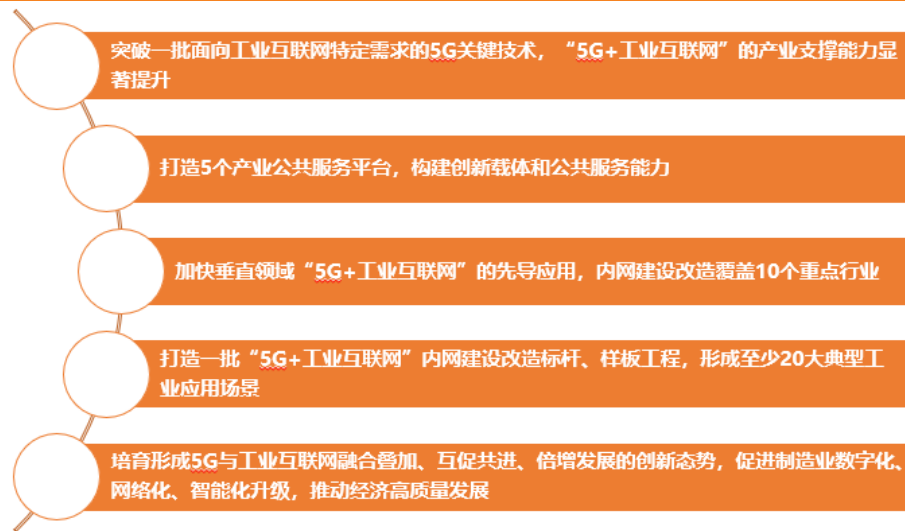 突破一批面向工业互联网特定需求的5G关键技术，“5G+工业互联网”的产业支撑能力显
著提升
打造5个产业公共服务平台，构建创新载体和公共服务能力
加快垂直领域“5G+工业互联网”的先导应用，内网建设改造覆盖10个重点行业
打造一批“5G+工业互联网”内网建设改造标杆、样板工程，形成至少20大典型工
业应用场景
培育形成5G与工业互联网融合叠加、互促共进、倍增发展的创新态势，促进制造业数字化、
网络化、智能化升级，推动经济高质量发展